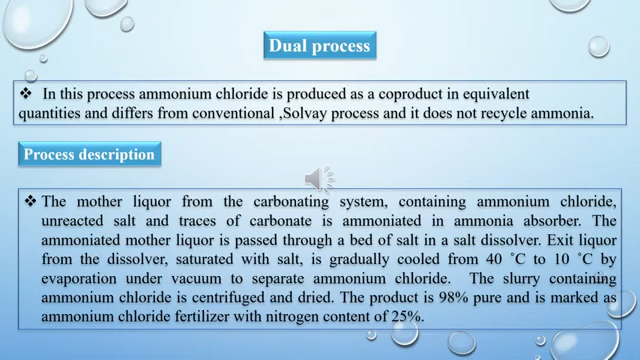 Dual process
❖ In this process ammonium chloride is produced as a coproduct in equivalent
quantities and differs from conventional ,Solvay process and it does not recycle ammonia.
Process description
❖ The mother liquor from the carbonating system, containing ammonium chloride,
unreacted salt and traces of carbonate is ammoniated in ammonia absorber. The
ammoniated mother liquor is passed through a bed of salt in a salt dissolver. Exit liquor
from the dissolver, saturated with salt, is gradually cooled from 40 ˚C to 10 ˚C by
evaporation under vacuum to separate ammonium chloride. The slurry containing
ammonium chloride is centrifuged and dried. The product is 98% pure and is marked as
ammonium chloride fertilizer with nitrogen content of 25%.